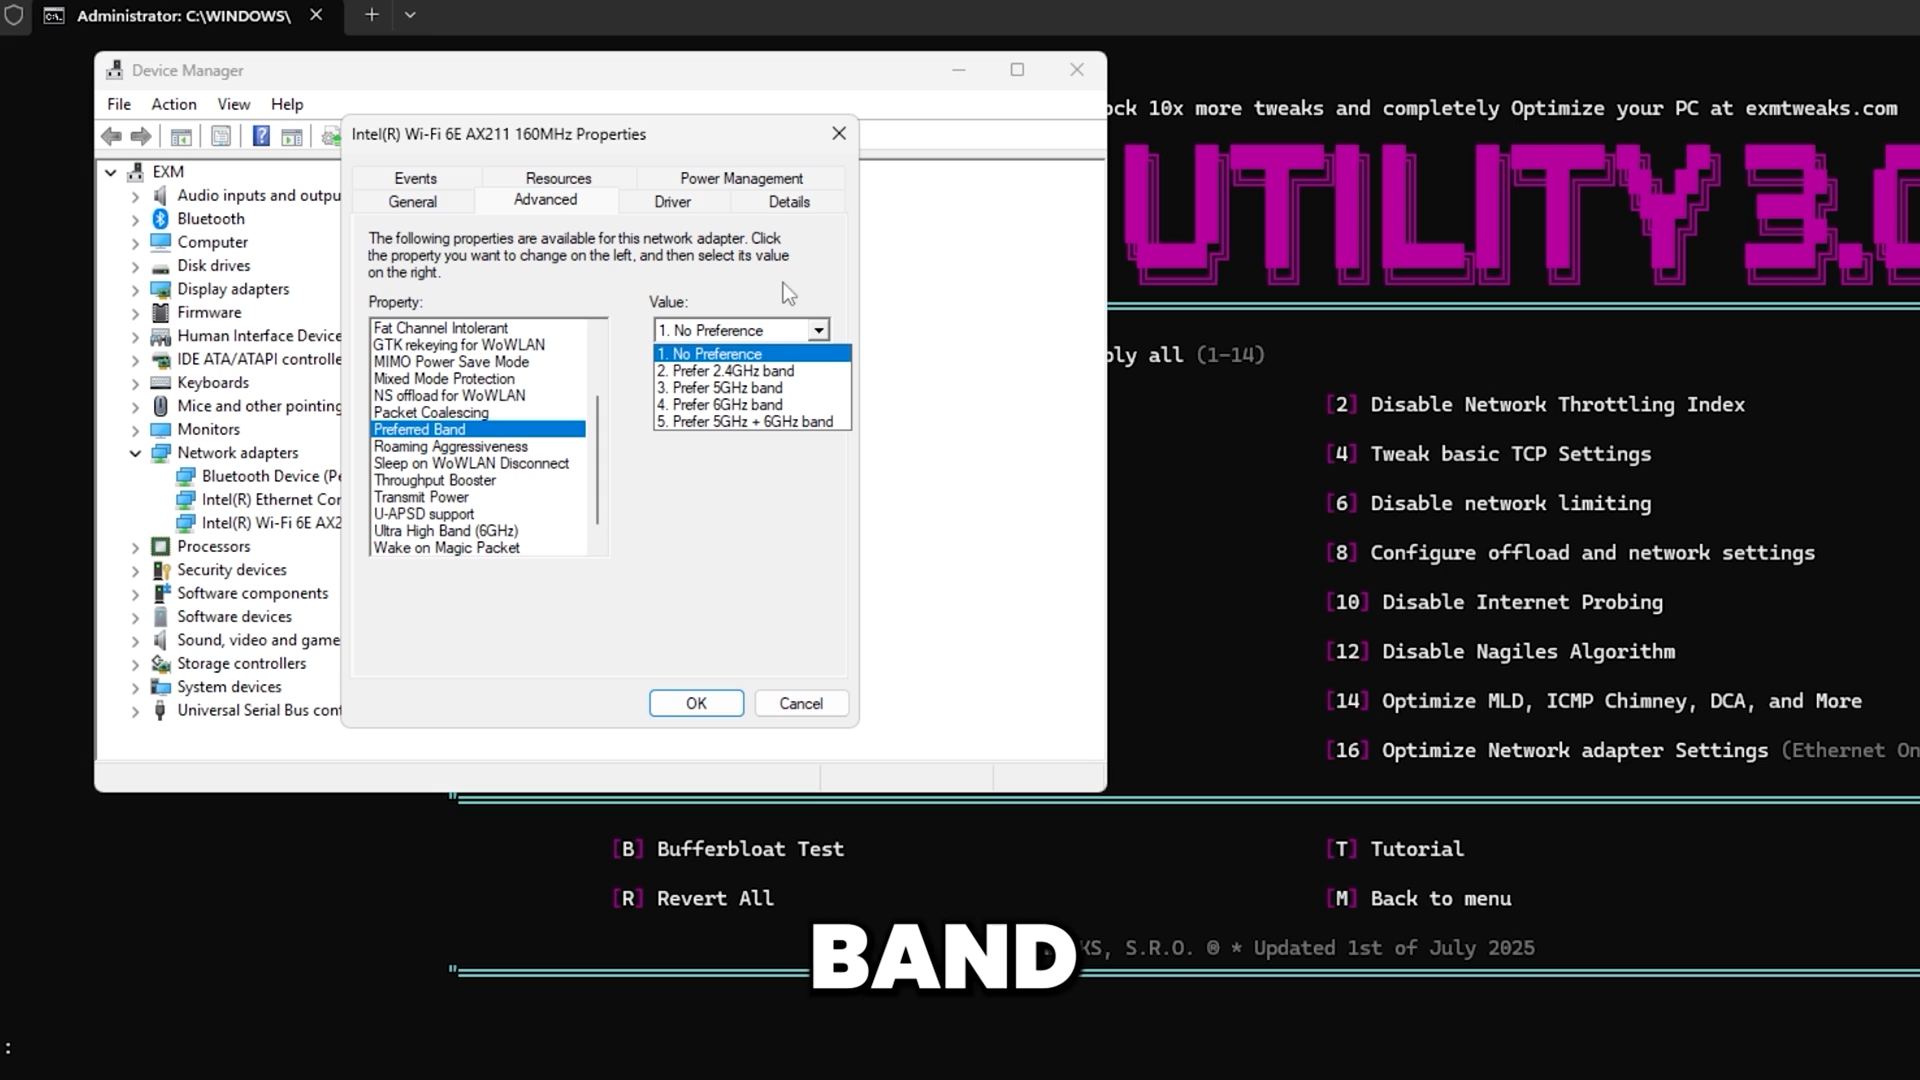 Administrator: C:\WINDOWS\
Device Manager
File Action View Help
ock 10x more tweaks and completely Optimize your PC at exmtweaks.com
UTILITY 3.
Intel(R) Wi-Fi 6E AX211 160MHz Properties
Events Resources Power Management
General Advanced Driver Details
The following properties are available for this network adapter. Click
the property you want to change on the left, and then select its value
on the right.
Property:
Value:
Fat Channel Intolerant
GTK rekeying for WoWLAN
MIMO Power Save Mode
Mixed Mode Protection
NS offload for WoWLAN
Packet Coalescing
Preferred Band
Roaming Aggressiveness
Sleep on WoWLAN Disconnect
Throughput Booster
Transmit Power
U-APSD support
Ultra High Band (6GHz)
Wake on Magic Packet
1. No Preference
1. No Preference
2. Prefer 2.4GHz band
3. Prefer 5GHz band
4. Prefer 6GHz band
5. Prefer 5GHz + 6GHz band
OK Cancel
EXM
Audio inputs and outpu
Bluetooth
Computer
Disk drives
Display adapters
Firmware
Human Interface Device
IDE ATA/ATAPI controlle
Keyboards
Mice and other pointing
Monitors
Network adapters
Bluetooth Device (Pe
Intel(R) Ethernet Cor
Intel(R) Wi-Fi 6E AX2
Processors
Security devices
Software components
Software devices
Sound, video and game
Storage controllers
System devices
Universal Serial Bus cont
ply all (1-14)
[2] Disable Network Throttling Index
[4] Tweak basic TCP Settings
[6] Disable network limiting
[8] Configure offload and network settings
[10] Disable Internet Probing
[12] Disable Nagiles Algorithm
[14] Optimize MLD, ICMP Chimney, DCA, and More
[16] Optimize Network adapter Settings (Ethernet On
[B] Bufferbloat Test
[T] Tutorial
[R] Revert All
[M] Back to menu
KS, S.R.O. ® * Updated 1st of July 2025
BAND
: